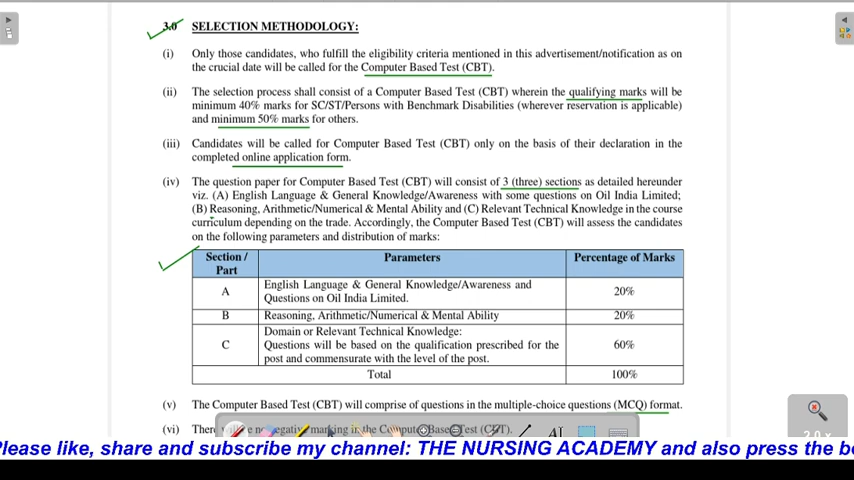 3.0 SELECTION METHODOLOGY:
(i) Only those candidates, who fulfill the eligibility criteria mentioned in this advertisement/notification as on
the crucial date will be called for the Computer Based Test (CBT).
(ii) The selection process shall consist of a Computer Based Test (CBT) wherein the qualifying marks will be
minimum 40% marks for SC/ST/Persons with Benchmark Disabilities (wherever reservation is applicable)
and minimum 50% marks for others.
(iii) Candidates will be called for Computer Based Test (CBT) only on the basis of their declaration in the
completed online application form.
(iv) The question paper for Computer Based Test (CBT) will consist of 3 (three) sections as detailed hereunder
viz. (A) English Language & General Knowledge/Awareness with some questions on Oil India Limited;
(B) Reasoning, Arithmetic/Numerical & Mental Ability and (C) Relevant Technical Knowledge in the course
curriculum depending on the trade. Accordingly, the Computer Based Test (CBT) will assess the candidates
on the following parameters and distribution of marks:
Section / Part Parameters Percentage of Marks
A English Language & General Knowledge/Awareness and 20%
Questions on Oil India Limited.
B Reasoning, Arithmetic/Numerical & Mental Ability 20%
Domain or Relevant Technical Knowledge:
C Questions will be based on the qualification prescribed for the 60%
post and commensurate with the level of the post.
Total 100%
(v) The Computer Based Test (CBT) will comprise of questions in the multiple-choice questions (MCQ) format.
(vi) marking in the Test
Please like, share and subscribe my channel: THE NURSING ACADEMY and also press the